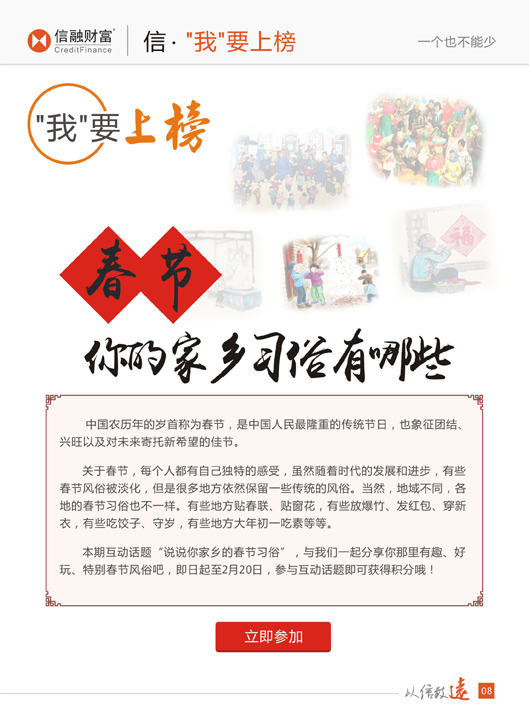 信融财富
CreditFinance
信·"我"要上榜
一个也不能少
"我"要上榜
福
春节
你的家乡习俗有哪些
中国农历年的岁首称为春节，是中国人民最隆重的传统节日，也象征团结、
兴旺以及对未来寄托新希望的佳节。
关于春节，每个人都有自己独特的感受，虽然随着时代的发展和进步，有些
春节风俗被淡化，但是很多地方依然保留一些传统的风俗。当然，地域不同，各
地的春节习俗也不一样。有些地方贴春联、贴窗花，有些放爆竹、发红包、穿新
衣，有些吃饺子、守岁，有些地方大年初一吃素等等。
本期互动话题“说说你家乡的春节习俗”，与我们一起分享你那里有趣、好
玩、特别春节风俗吧，即日起至2月20日，参与互动话题即可获得积分哦！
立即参加
以信致远
08